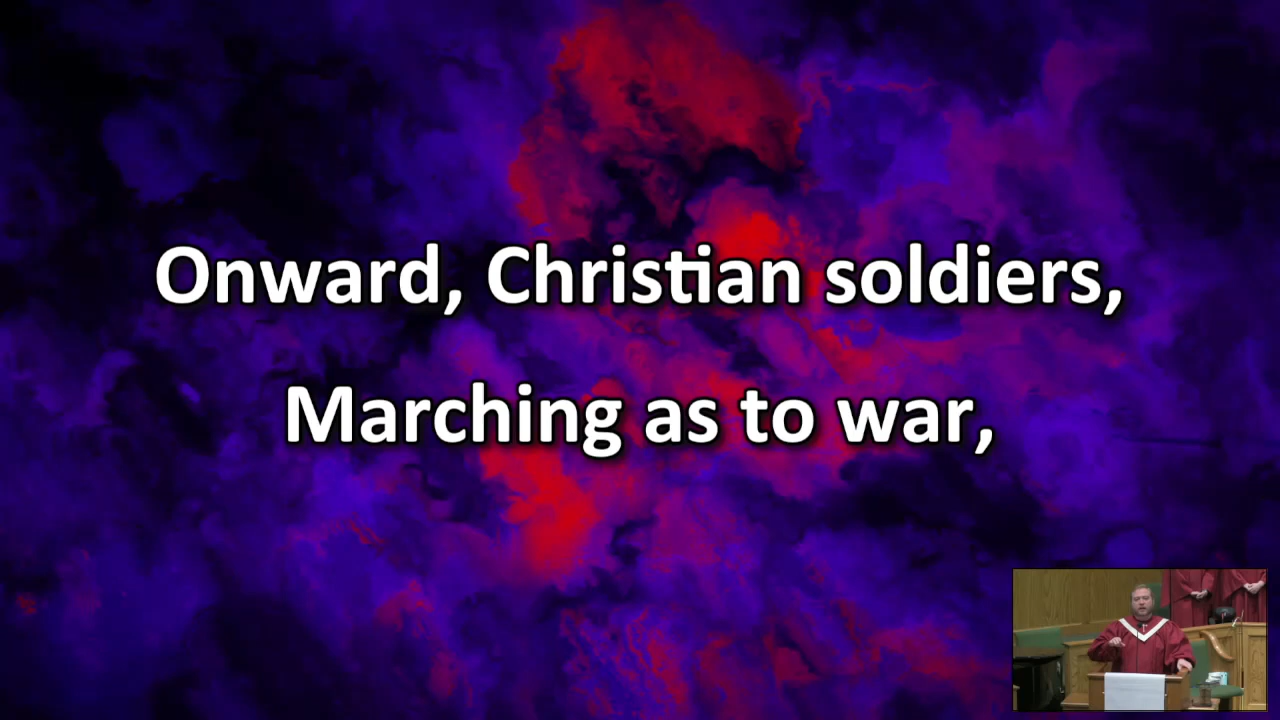 Onward, Christian soldiers,
Marching as to war,